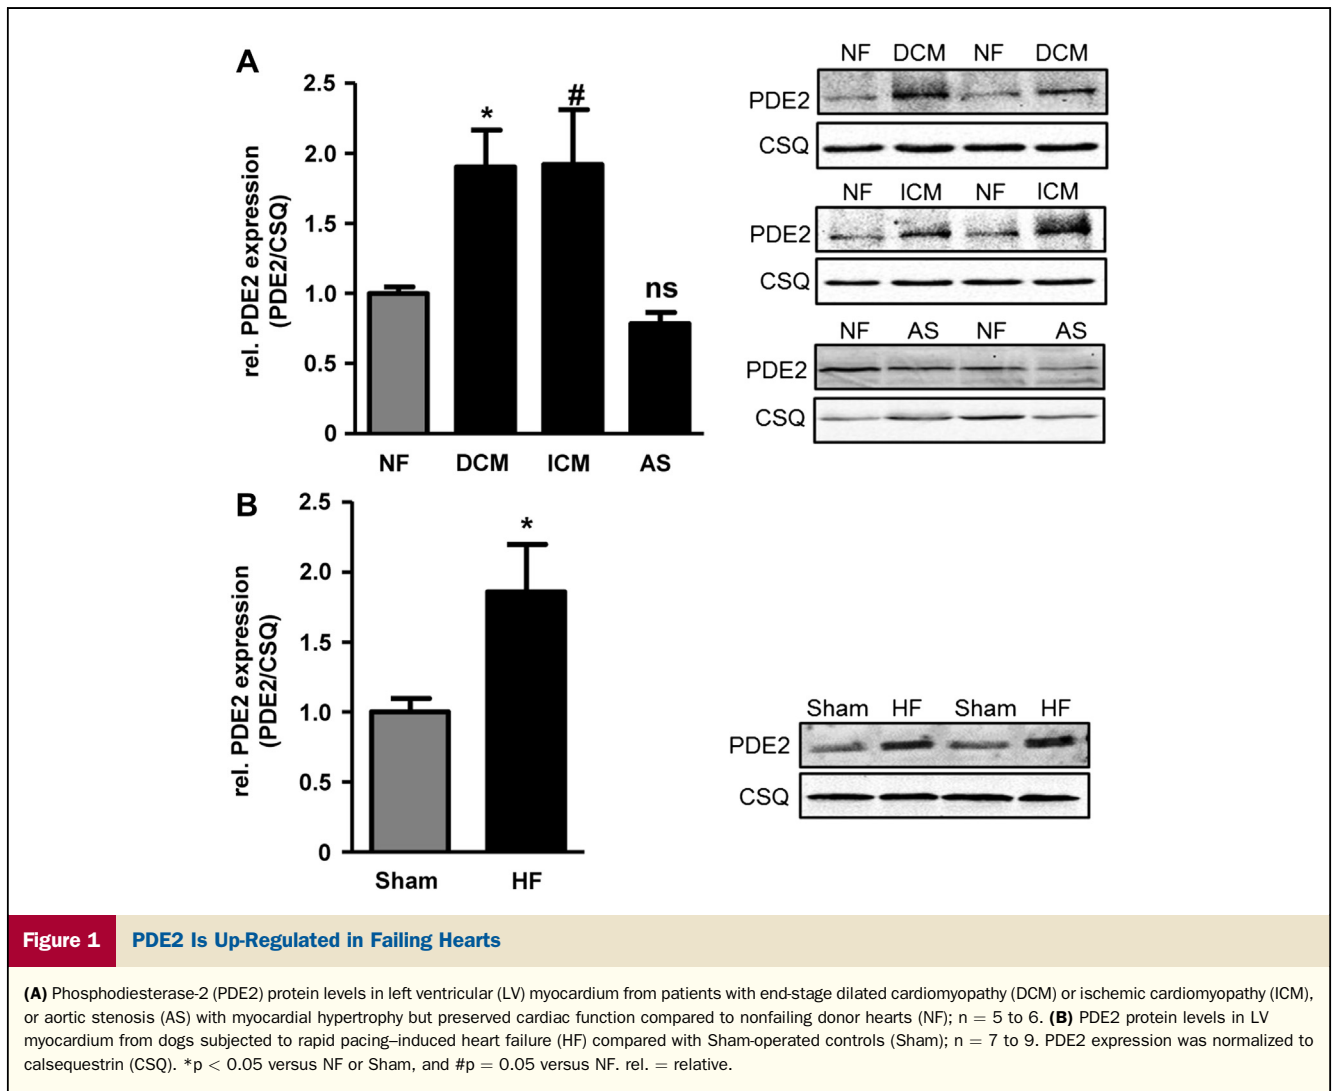 A
2.5
2.0
1.5
1.0
0.5
0
rel. PDE2 expression
(PDE2/CSQ)
*
#
ns
NF DCM ICM AS
NF DCM NF DCM
PDE2
CSQ
NF ICM NF ICM
PDE2
CSQ
NF AS NF AS
PDE2
CSQ
B
2.5
2.0
1.5
1.0
0.5
0
rel. PDE2 expression
(PDE2/CSQ)
*
Sham HF
Sham HF Sham HF
PDE2
CSQ
Figure 1 PDE2 Is Up-Regulated in Failing Hearts
(A) Phosphodiesterase-2 (PDE2) protein levels in left ventricular (LV) myocardium from patients with end-stage dilated cardiomyopathy (DCM) or ischemic cardiomyopathy (ICM),
or aortic stenosis (AS) with myocardial hypertrophy but preserved cardiac function compared to nonfailing donor hearts (NF); n = 5 to 6. (B) PDE2 protein levels in LV
myocardium from dogs subjected to rapid pacing–induced heart failure (HF) compared with Sham-operated controls (Sham); n = 7 to 9. PDE2 expression was normalized to
calsequestrin (CSQ). *p < 0.05 versus NF or Sham, and #p = 0.05 versus NF. rel. = relative.